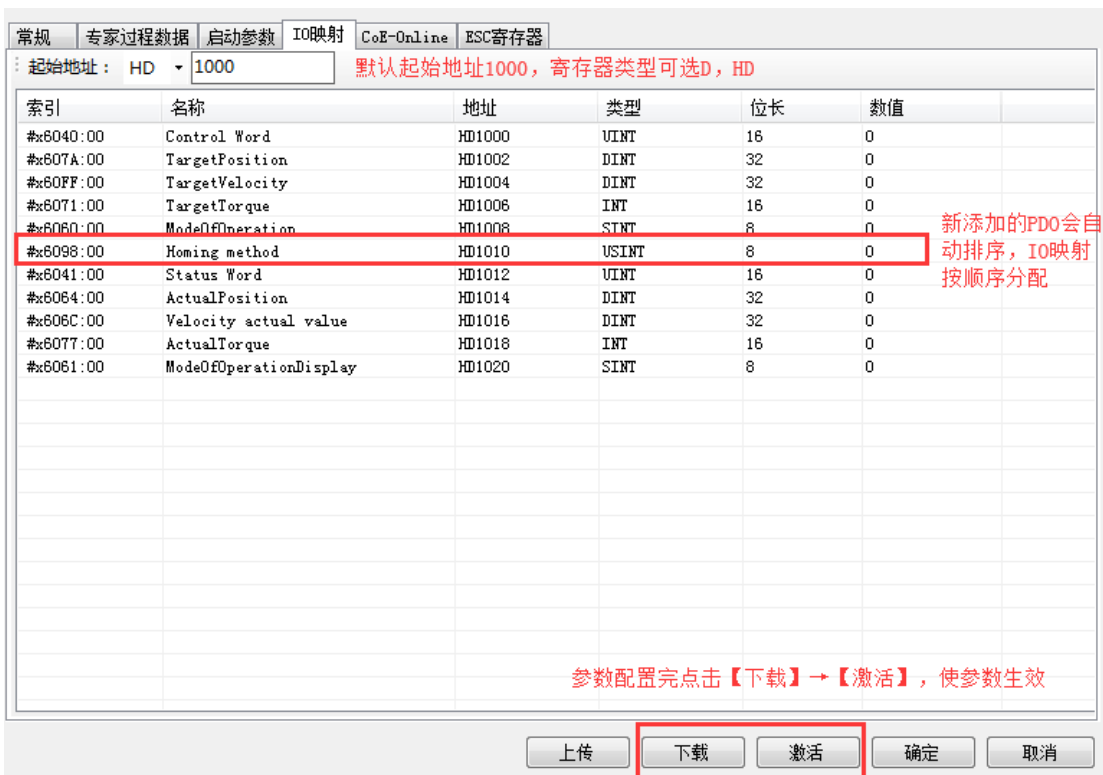 常规 专家过程数据 启动参数 IO映射 CoE-Online ESC寄存器
起始地址： HD 1000 默认起始地址1000，寄存器类型可选D，HD
索引 名称 地址 类型 位长 数值
#x6040:00 Control Word HD1000 UINT 16 0
#x607A:00 TargetPosition HD1002 DINT 32 0
#x60FF:00 TargetVelocity HD1004 DINT 32 0
#x6071:00 TargetTorque HD1006 INT 16 0
#x6060:00 ModeOfOperation HD1008 SINT 8 0
#x6098:00 Homing method HD1010 USINT 8 0
#x6041:00 Status Word HD1012 UINT 16 0
#x6064:00 ActualPosition HD1014 DINT 32 0
#x606C:00 Velocity actual value HD1016 DINT 32 0
#x6077:00 ActualTorque HD1018 INT 16 0
#x6061:00 ModeOfOperationDisplay HD1020 SINT 8 0
新添加的PDO会自
动排序，IO映射
按顺序分配
参数配置完点击【下载】→【激活】，使参数生效
上传 下载 激活 确定 取消